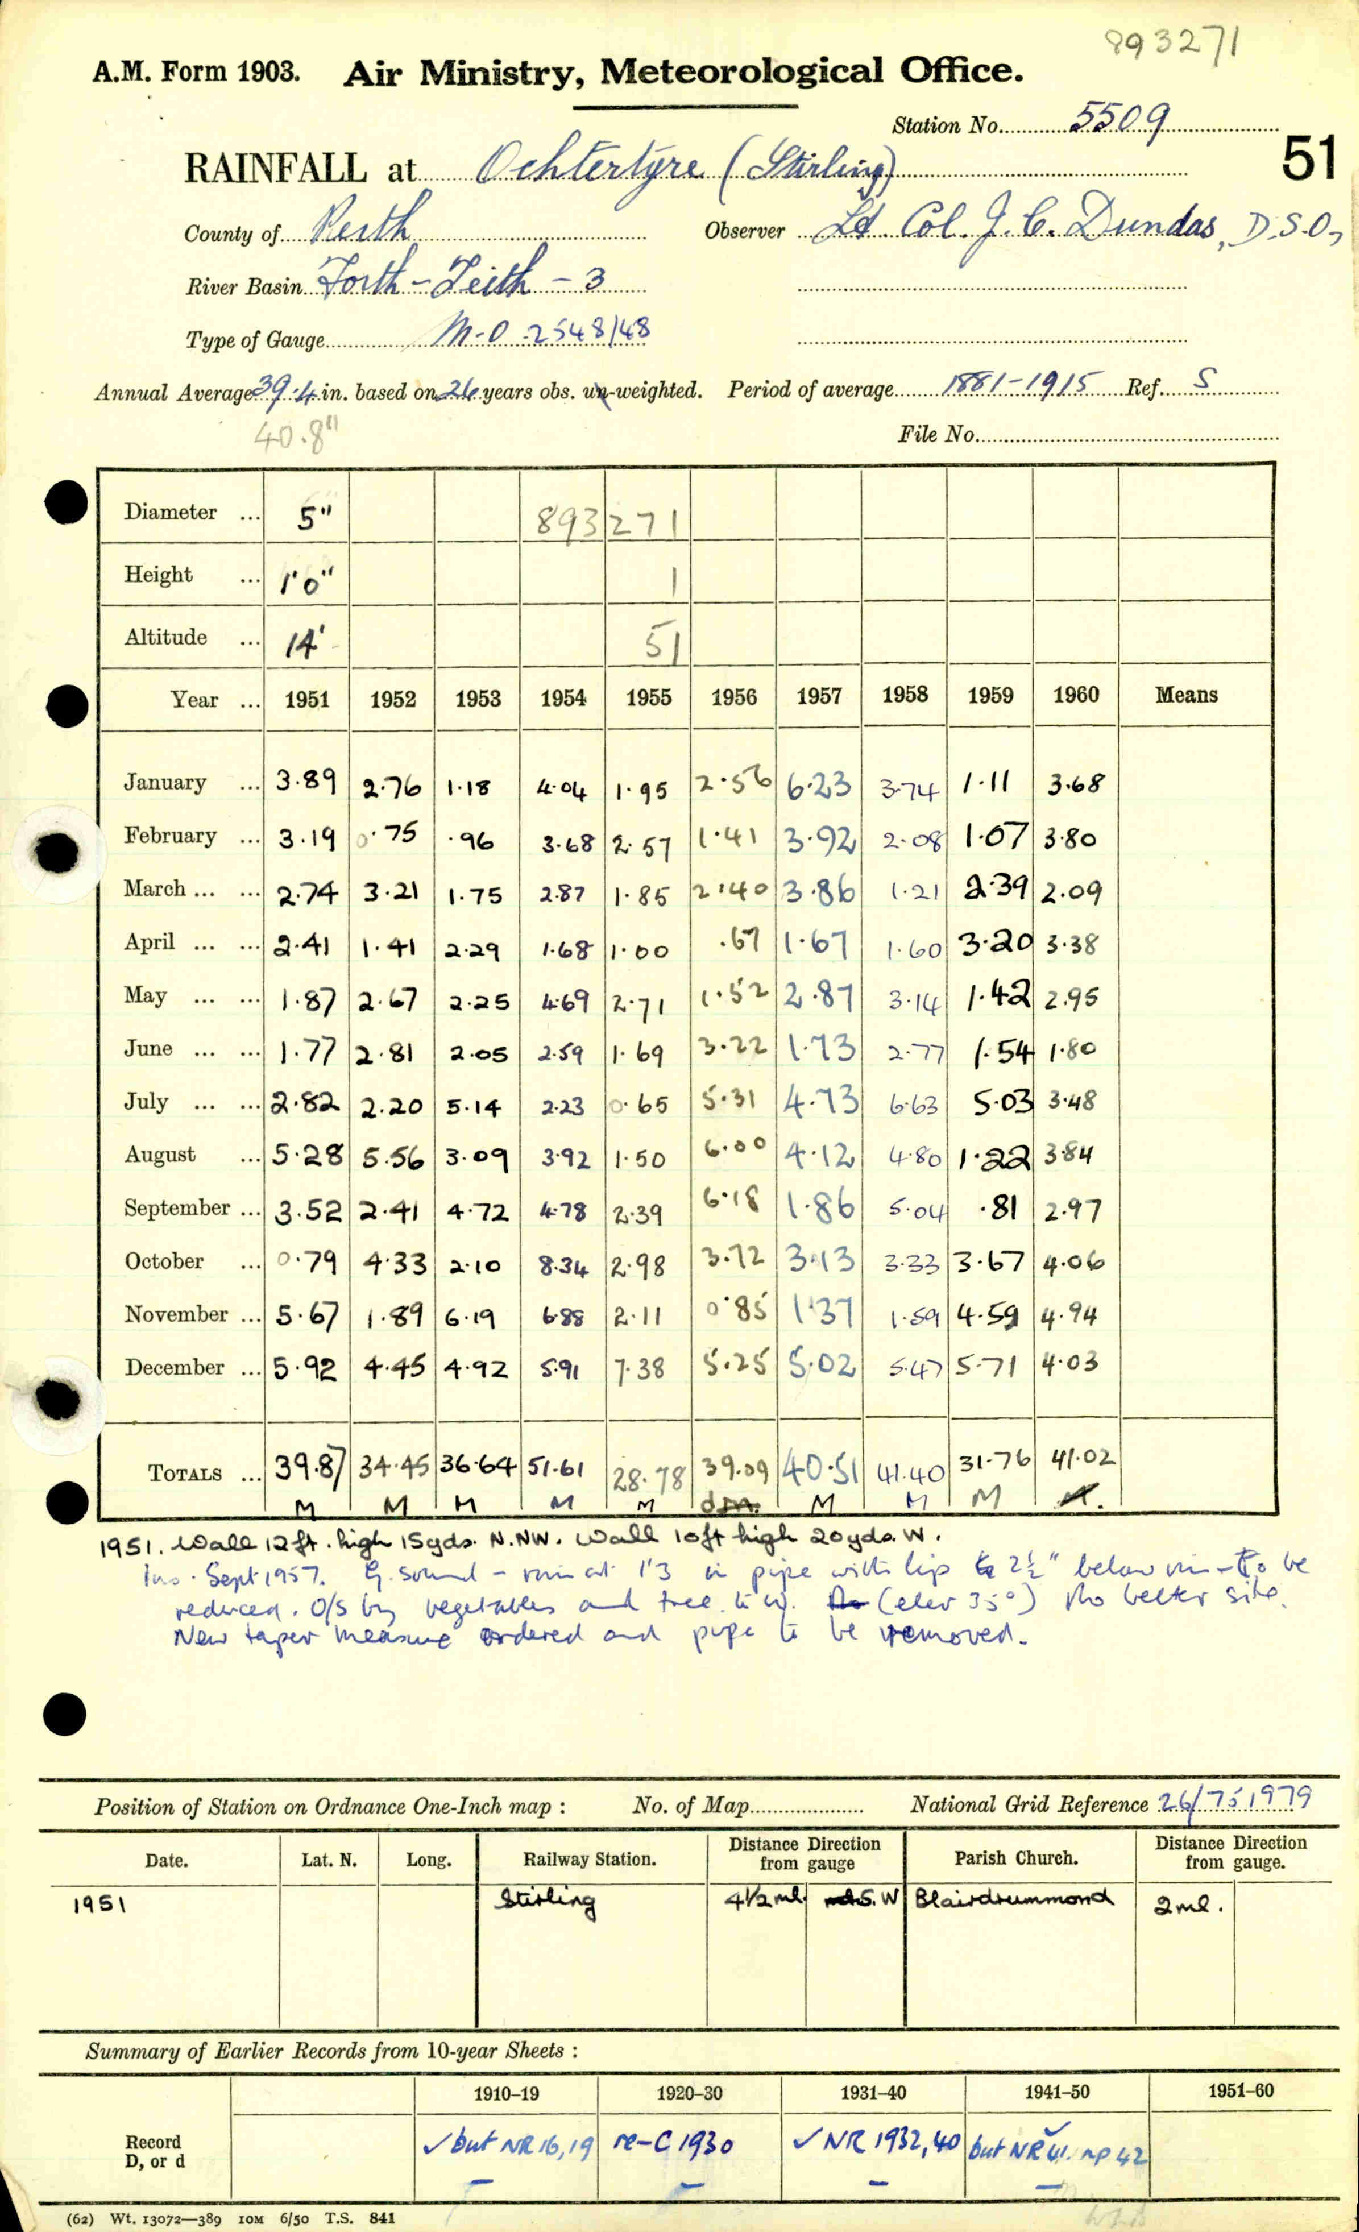 893271
A.M. Form 1903. Air Ministry, Meteorological Office.
Station No. 5509
51
RAINFALL at Ochtertyre (Stirling)
County of Perth Observer Lt Col. J. C. Dundas, D.S.O.,
River Basin Forth - Teith - 3
Type of Gauge M.O. 2548/48
Annual Average 39.4 in. based on 26 years obs. un-weighted. Period of average 1881-1915 Ref. S
40.8"
File No.
Diameter ... 5" 893271
Height ... 1'0" 1
Altitude ... 14' 51
Year ... 1951 1952 1953 1954 1955 1956 1957 1958 1959 1960 Means
January ... 3.89 2.76 1.18 4.04 1.95 2.56 6.23 3.74 1.11 3.68
February ... 3.19 0.75 .96 3.68 2.57 1.41 3.92 2.08 1.07 3.80
March ... ... 2.74 3.21 1.75 2.87 1.85 2.40 3.86 1.21 2.39 2.09
April ... ... 2.41 1.41 2.29 1.68 1.00 .67 1.67 1.60 3.20 3.38
May ... ... 1.87 2.67 2.25 4.69 2.71 1.52 2.87 3.14 1.42 2.95
June ... ... 1.77 2.81 2.05 2.59 1.69 3.22 1.73 2.77 1.54 1.80
July ... ... 2.82 2.20 5.14 2.23 0.65 5.31 4.73 6.63 5.03 3.48
August ... 5.28 5.56 3.09 3.92 1.50 6.00 4.12 4.80 1.22 3.84
September ... 3.52 2.41 4.72 4.78 2.39 6.18 1.86 5.04 .81 2.97
October ... 0.79 4.33 2.10 8.34 2.98 3.72 3.13 3.33 3.67 4.06
November ... 5.67 1.89 6.19 6.88 2.11 0.85 1.37 1.59 4.59 4.94
December ... 5.92 4.45 4.92 5.91 7.38 5.25 5.02 5.47 5.71 4.03
TOTALS ... 39.87 34.45 36.64 51.61 28.78 39.09 40.51 41.40 31.76 41.02
M M M M M M M M M.
1951. Wall 12ft. high 15yds. N.NW. Wall 10ft high 20yds. W.
Ins. Sept 1957. G. sound - rim at 1'3 in pipe with lip 2½" below rim - To be
reduced. O/S by vegetables and tree to W. (elev 35°) No better site.
New taper measure ordered and pipe to be removed.
Position of Station on Ordnance One-Inch map : No. of Map National Grid Reference 26/751979
Date. Lat. N. Long. Railway Station. Distance Direction from gauge Parish Church. Distance Direction from gauge.
1951 Stirling 4½ml. S.W Blairdrummond 2ml.
Summary of Earlier Records from 10-year Sheets :
1910–19 1920–30 1931–40 1941–50 1951–60
Record D, or d ✓ but NR 16, 19 re-C 1930 ✓ NR 1932, 40 but NR 41. np 42
(62) Wt. 13072—389 10M 6/50 T.S. 841